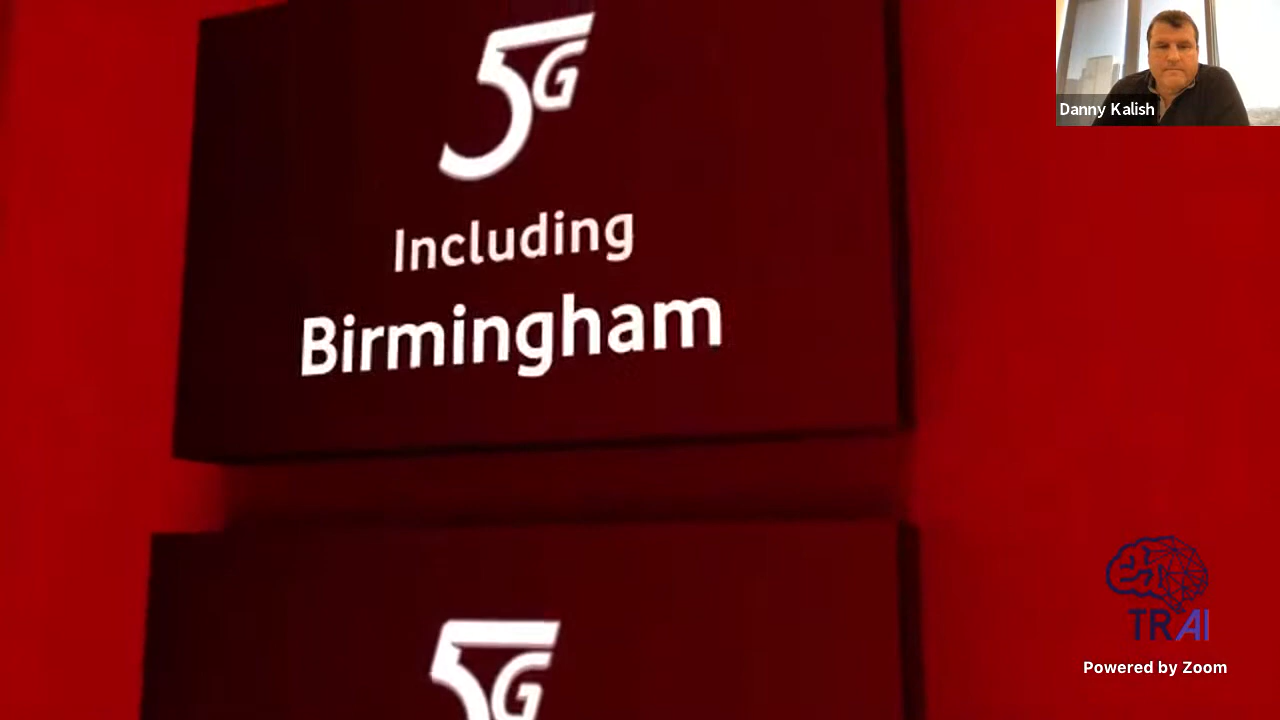 5G
Including
Birmingham
5G
Danny Kalish
TRAI
Powered by Zoom